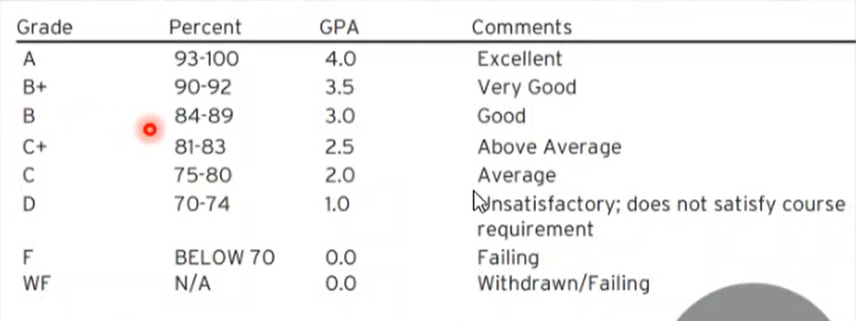 Grade Percent GPA Comments
A 93-100 4.0 Excellent
B+ 90-92 3.5 Very Good
B 84-89 3.0 Good
C+ 81-83 2.5 Above Average
C 75-80 2.0 Average
D 70-74 1.0 Unsatisfactory; does not satisfy course
requirement
F BELOW 70 0.0 Failing
WF N/A 0.0 Withdrawn/Failing